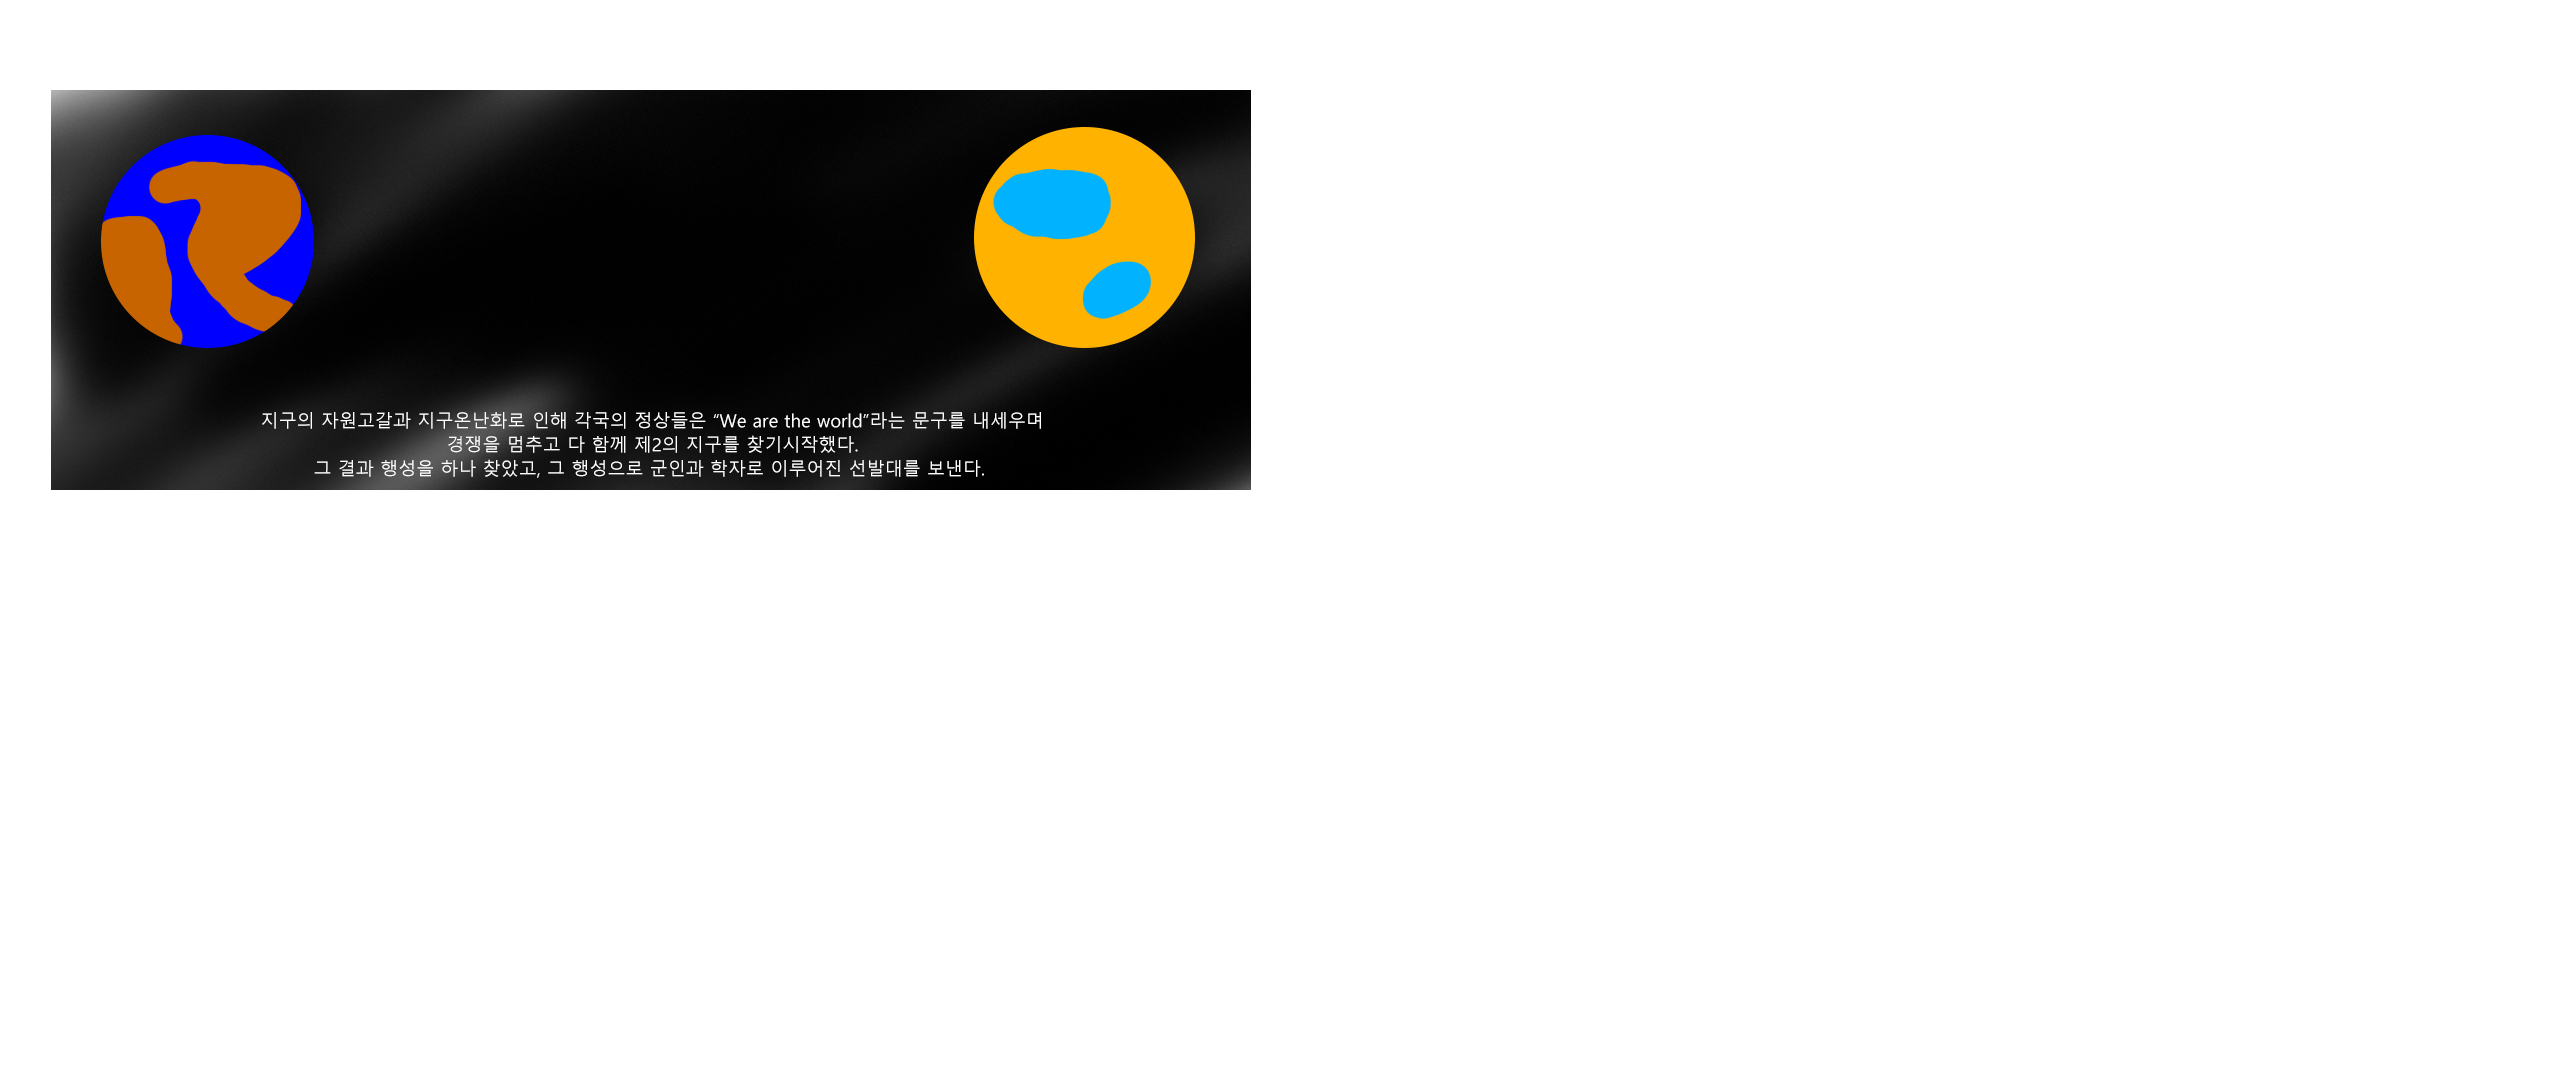 지구의 자원고갈과 지구온난화로 인해 각국의 정상들은 “We are the world”라는 문구를 내세우며
경쟁을 멈추고 다 함께 제2의 지구를 찾기시작했다.
그 결과 행성을 하나 찾았고, 그 행성으로 군인과 학자로 이루어진 선발대를 보낸다.